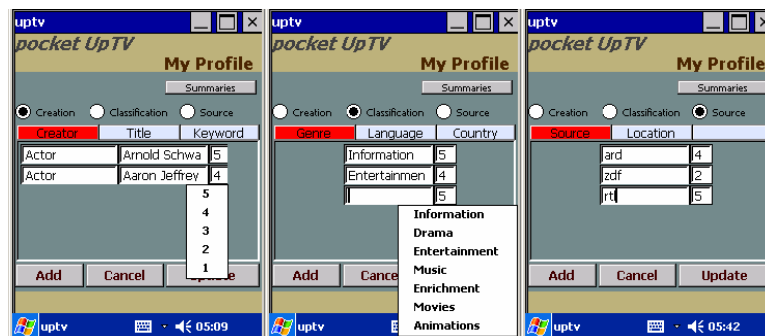 uptv
pocket UpTV
My Profile
Summaries
Creation Classification Source
Creator Title Keyword
Actor Arnold Schwa 5
Actor Aaron Jeffrey 4
5
4
3
2
1
Add Cancel
uptv 05:09
uptv
pocket UpTV
My Profile
Summaries
Creation Classification Source
Genre Language Country
Information 5
Entertainmen 4
5
Information
Drama
Entertainment
Music
Enrichment
Movies
Animations
Add
uptv
uptv
pocket UpTV
My Profile
Summaries
Creation Classification Source
Source Location
ard 4
zdf 2
rtl 5
Add Cancel Update
uptv 05:42